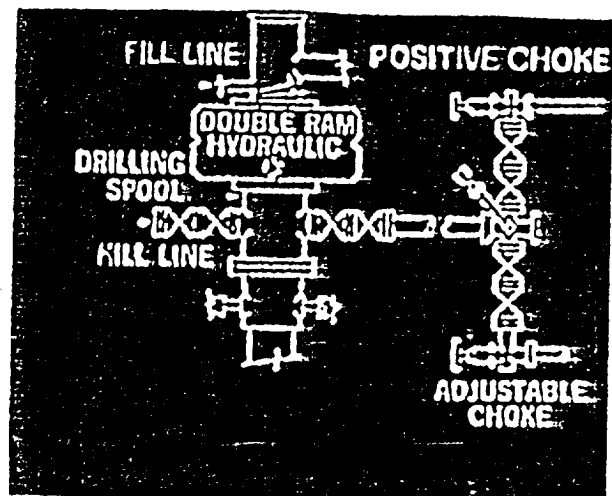 FILL LINE
POSITIVE CHOKE
DOUBLE RAM
HYDRAULIC
DRILLING
SPOOL
KILL LINE
ADJUSTABLE
CHOKE